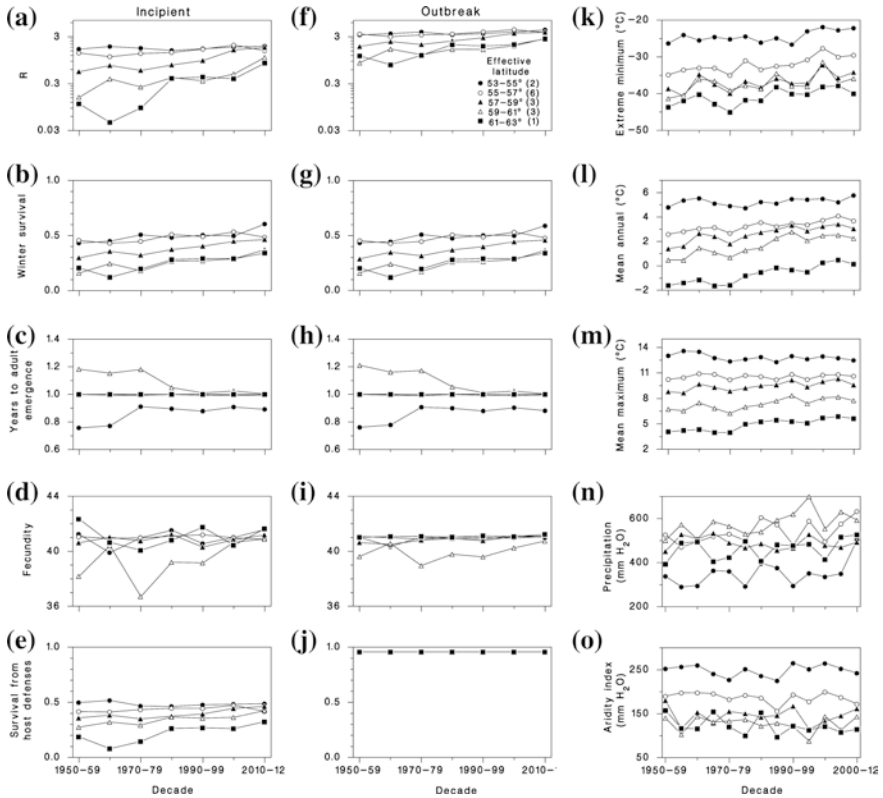 Incipient
(a)
R
3
0.3
0.03
(b)
Winter survival
1.0
0.5
0.0
(c)
Years to adult
emergence
1.4
1.2
1.0
0.8
0.6
(d)
Fecundity
44
40
36
(e)
Survival from
host defenses
1.0
0.5
0.0
1950–59 1970–79 1990–99 2010–12
Decade
Outbreak
(f)
3
0.3
0.03
Effective
latitude
53–55° (2)
55–57° (6)
57–59° (3)
59–61° (3)
61–63° (1)
(g)
1.0
0.5
0.0
(h)
1.4
1.2
1.0
0.8
0.6
(i)
44
40
36
(j)
1.0
0.5
0.0
1950–59 1970–79 1990–99 2010–1
Decade
(k)
Extreme minimum (°C)
−10
−20
−30
−40
−50
(l)
Mean annual (°C)
6
4
2
0
−2
(m)
Mean maximum (°C)
14
11
8
5
2
(n)
Precipitation
(mm H2O)
600
400
200
(o)
Aridity index
(mm H2O)
250
150
50
1950–59 1970–79 1990–99 2000–12
Decade